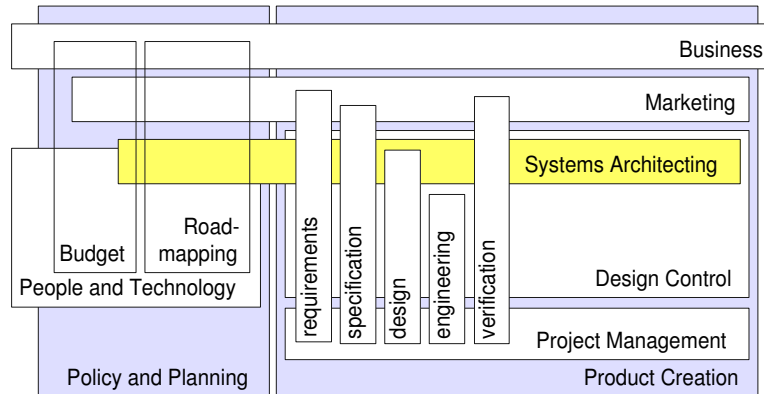 Business
Marketing
Systems Architecting
Road-
mapping
Budget
People and Technology
requirements
specification
design
engineering
verification
Design Control
Project Management
Policy and Planning
Product Creation